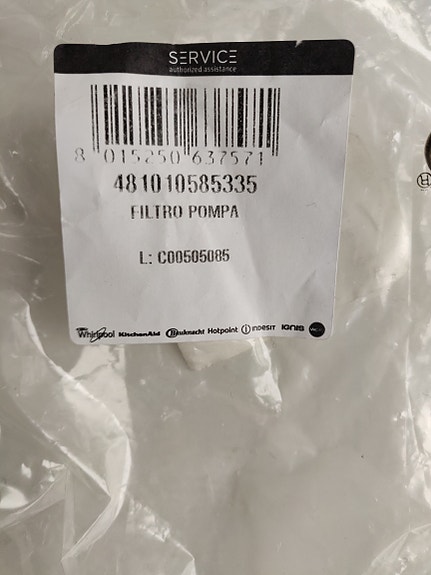 SERVICE
authorized assistance
8 015250 637571
481010585335
FILTRO POMPA
L: C00505085
Whirlpool KitchenAid Bauknecht Hotpoint indesit IGNIS